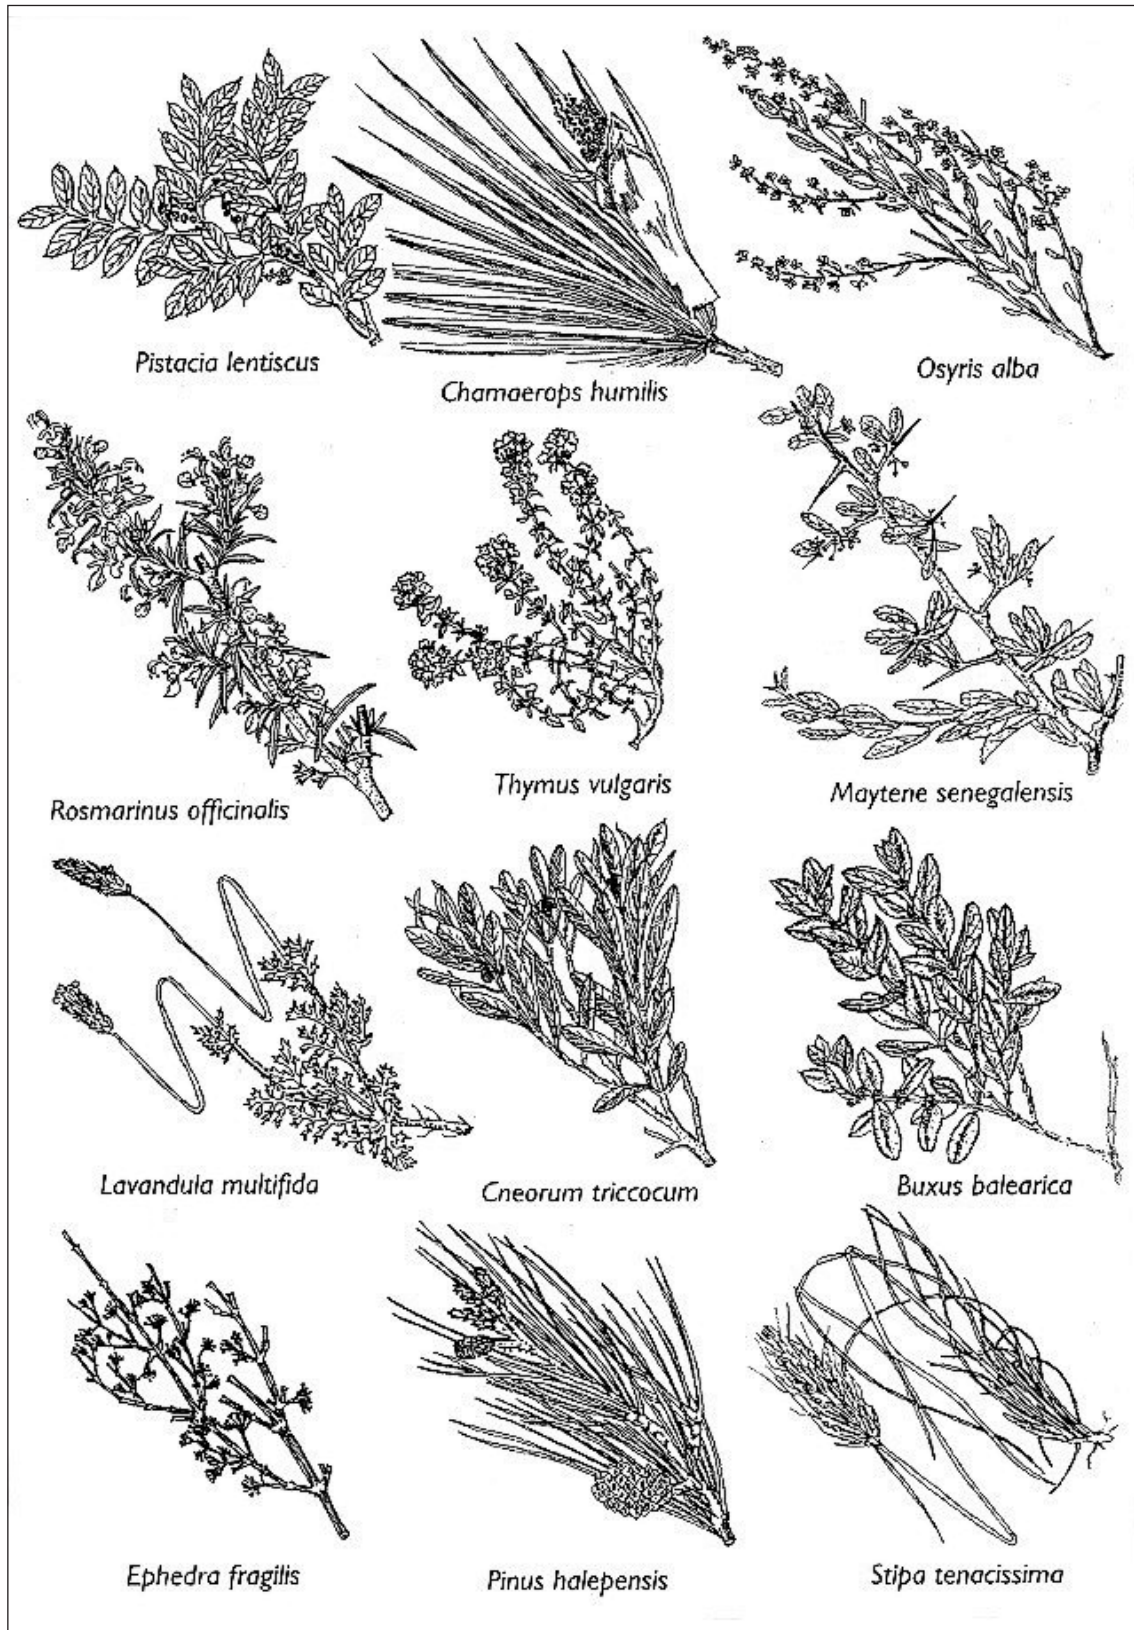 Pistacia lentiscus
Chamaerops humilis
Osyris alba
Rosmarinus officinalis
Thymus vulgaris
Maytene senegalensis
Lavandula multifida
Cneorum triccocum
Buxus balearica
Ephedra fragilis
Pinus halepensis
Stipa tenacissima